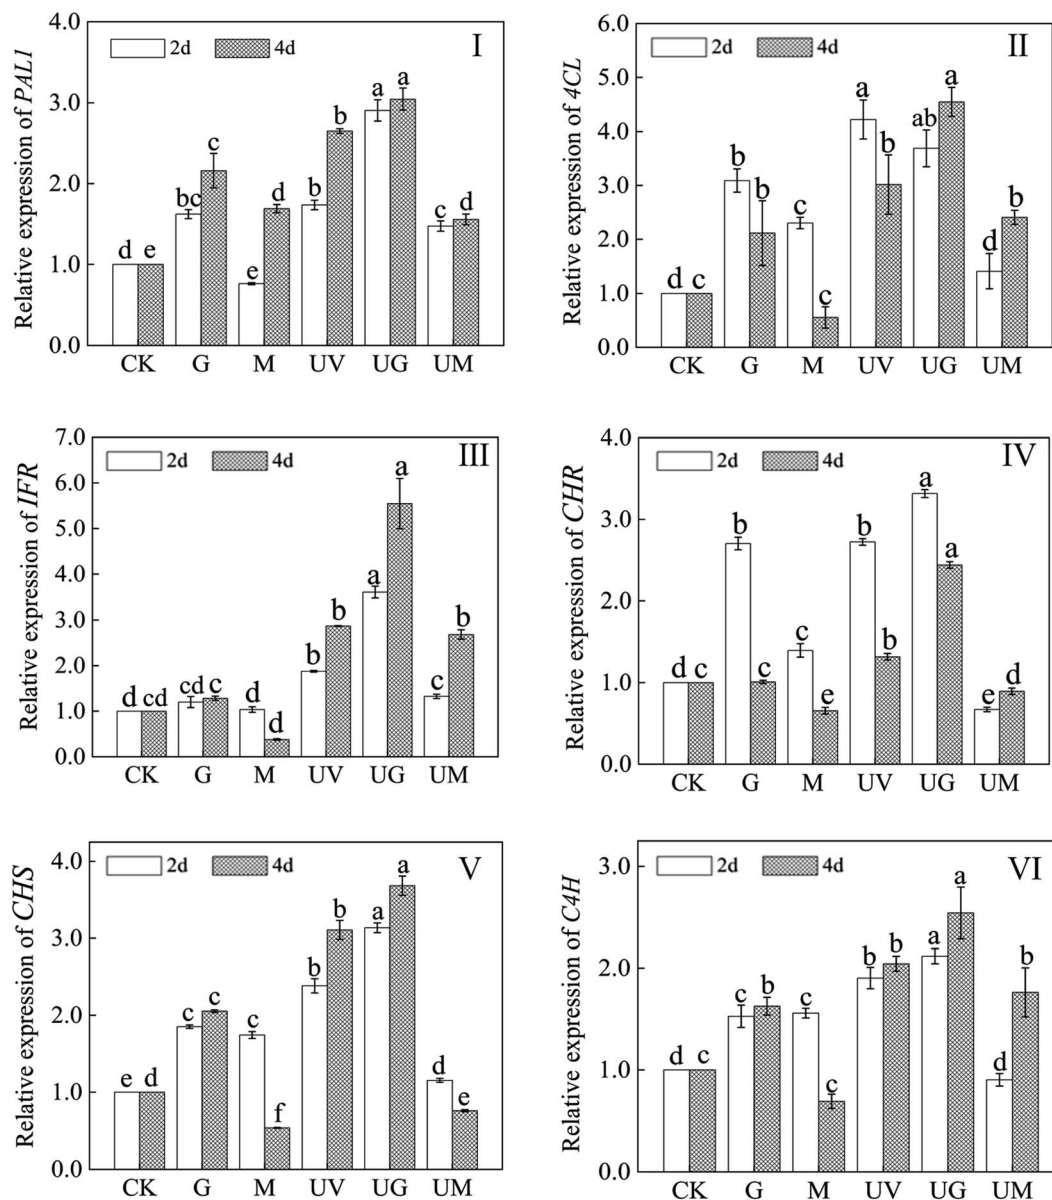 Relative expression of PAL1
4.0
3.0
2.0
1.0
0.0
2d 4d
I
d e bc c e d b b a a c d
CK G M UV UG UM
Relative expression of 4CL
6.0
5.0
4.0
3.0
2.0
1.0
0.0
2d 4d
II
d c b b c c a b ab a d b
CK G M UV UG UM
Relative expression of IFR
7.0
6.0
5.0
4.0
3.0
2.0
1.0
0.0
2d 4d
III
d cd cd c d d b b a a c b
CK G M UV UG UM
Relative expression of CHR
4.0
3.0
2.0
1.0
0.0
2d 4d
IV
d c b c c e b b a a e d
CK G M UV UG UM
Relative expression of CHS
4.0
3.0
2.0
1.0
0.0
2d 4d
V
e d c c c f b b a a d e
CK G M UV UG UM
Relative expression of C4H
3.0
2.0
1.0
0.0
2d 4d
VI
d c c b c c b b a a d b
CK G M UV UG UM